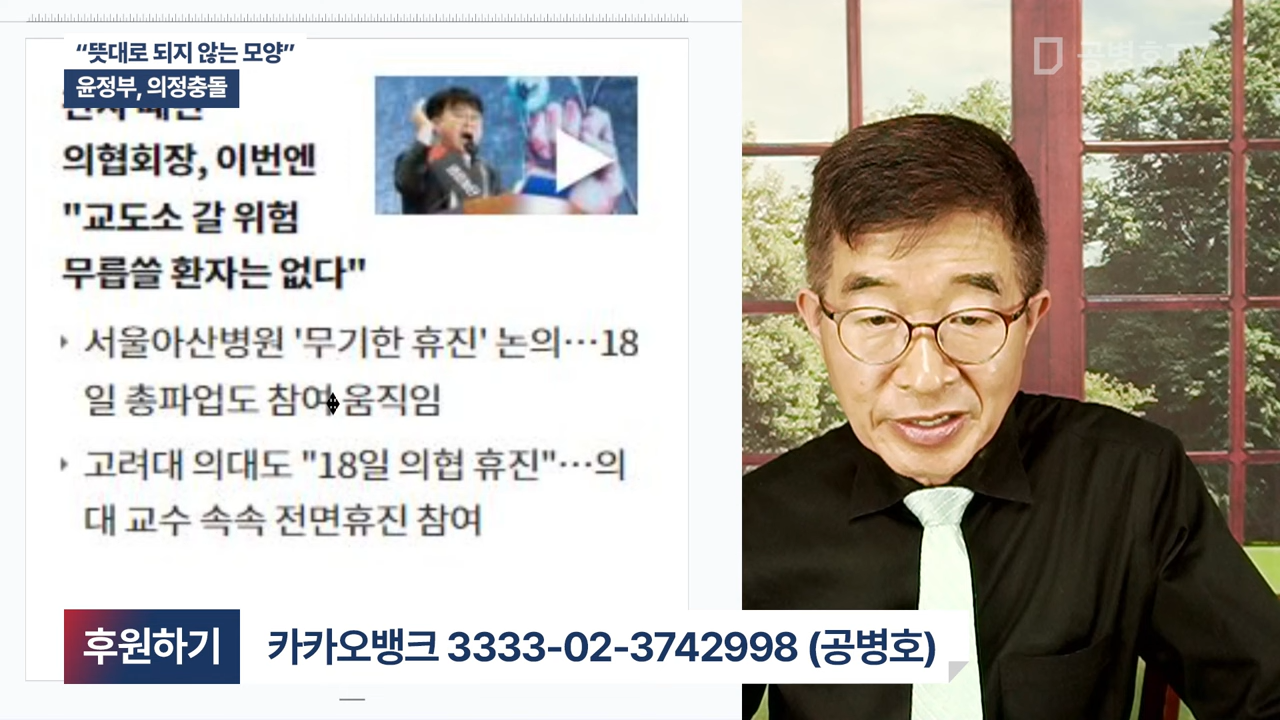 “뜻대로 되지 않는 모양”
윤정부, 의정충돌
의협회장, 이번엔
"교도소 갈 위험
무릅쓸 환자는 없다"
서울아산병원 '무기한 휴진' 논의…18
일 총파업도 참여 움직임
고려대 의대도 "18일 의협 휴진"…의
대 교수 속속 전면휴진 참여
후원하기
카카오뱅크 3333-02-3742998 (공병호)
공병호TV